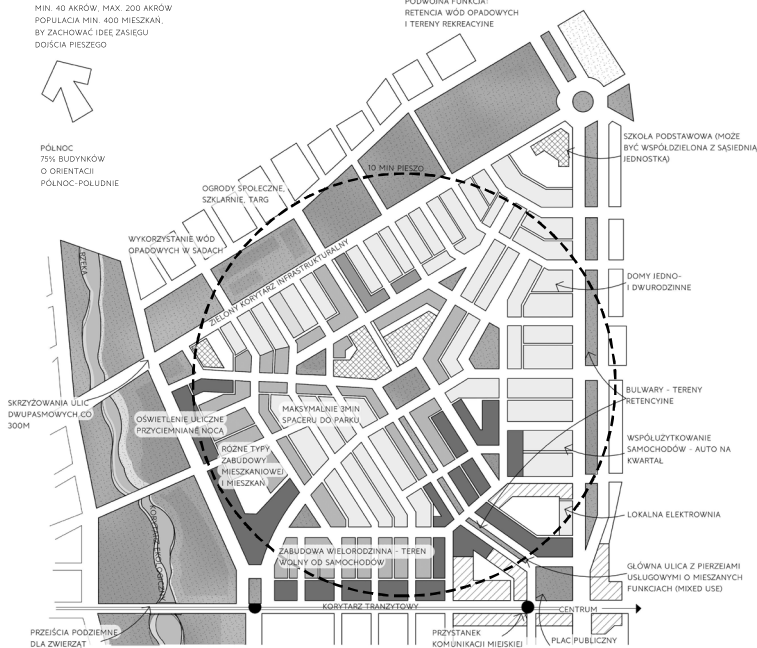 MIN. 40 AKRÓW, MAX. 200 AKRÓW
POPULACJA MIN. 400 MIESZKAŃ,
BY ZACHOWAĆ IDEĘ ZASIĘGU
DOJŚCIA PIESZEGO
PODWÓJNA FUNKCJA:
RETENCJA WÓD OPADOWYCH
I TERENY REKREACYJNE
PÓŁNOC
75% BUDYNKÓW
O ORIENTACJI
PÓŁNOC-POŁUDNIE
SZKOŁA PODSTAWOWA (MOŻE
BYĆ WSPÓŁDZIELONA Z SĄSIEDNIĄ
JEDNOSTKĄ)
10 MIN PIESZO
OGRODY SPOŁECZNE,
SZKLARNIE, TARG
WYKORZYSTANIE WÓD
OPADOWYCH W SADACH
RZEKA
ZIELONY KORYTARZ INFRASTRUKTURALNY
DOMY JEDNO-
I DWURODZINNE
SKRZYŻOWANIA ULIC
DWUPASMOWYCH CO
300M
OŚWIETLENIE ULICZNE
PRZYCIEMNIANE NOCĄ
MAKSYMALNIE 3MIN
SPACERU DO PARKU
BULWARY - TERENY
RETENCYJNE
RÓŻNE TYPY
ZABUDOWY
MIESZKANIOWEJ
I MIESZKAŃ
WSPÓŁUŻYTKOWANIE
SAMOCHODÓW - AUTO NA
KWARTAŁ
LOKALNA ELEKTROWNIA
KORYTARZ EKOLOGICZNY
ZABUDOWA WIELORODZINNA - TEREN
WOLNY OD SAMOCHODÓW
GŁÓWNA ULICA Z PIERZEJAMI
USŁUGOWYMI O MIESZANYCH
FUNKCJACH (MIXED USE)
KORYTARZ TRANZYTOWY
CENTRUM
PRZEJŚCIA PODZIEMNE
DLA ZWIERZĄT
PRZYSTANEK
KOMUNIKACJI MIEJSKIEJ
PLAC PUBLICZNY